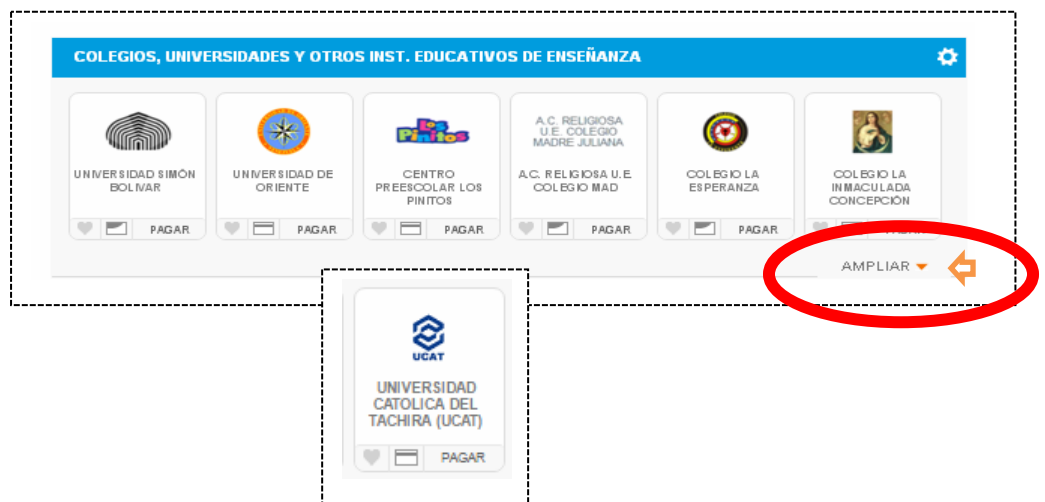 COLEGIOS, UNIVERSIDADES Y OTROS INST. EDUCATIVOS DE ENSEÑANZA
UNIVERSIDAD SIMÓN
BOLIVAR
PAGAR
UNIVERSIDAD DE
ORIENTE
PAGAR
Los
Pinitos
CENTRO
PREESCOLAR LOS
PINITOS
PAGAR
A.C. RELIGIOSA
U.E. COLEGIO
MADRE JULIANA
A.C. RELIGIOSA U.E.
COLEGIO MAD
PAGAR
COLEGIO LA
ESPERANZA
PAGAR
COLEGIO LA
INMACULADA
CONCEPCIÓN
AMPLIAR
UCAT
UNIVERSIDAD
CATOLICA DEL
TACHIRA (UCAT)
PAGAR